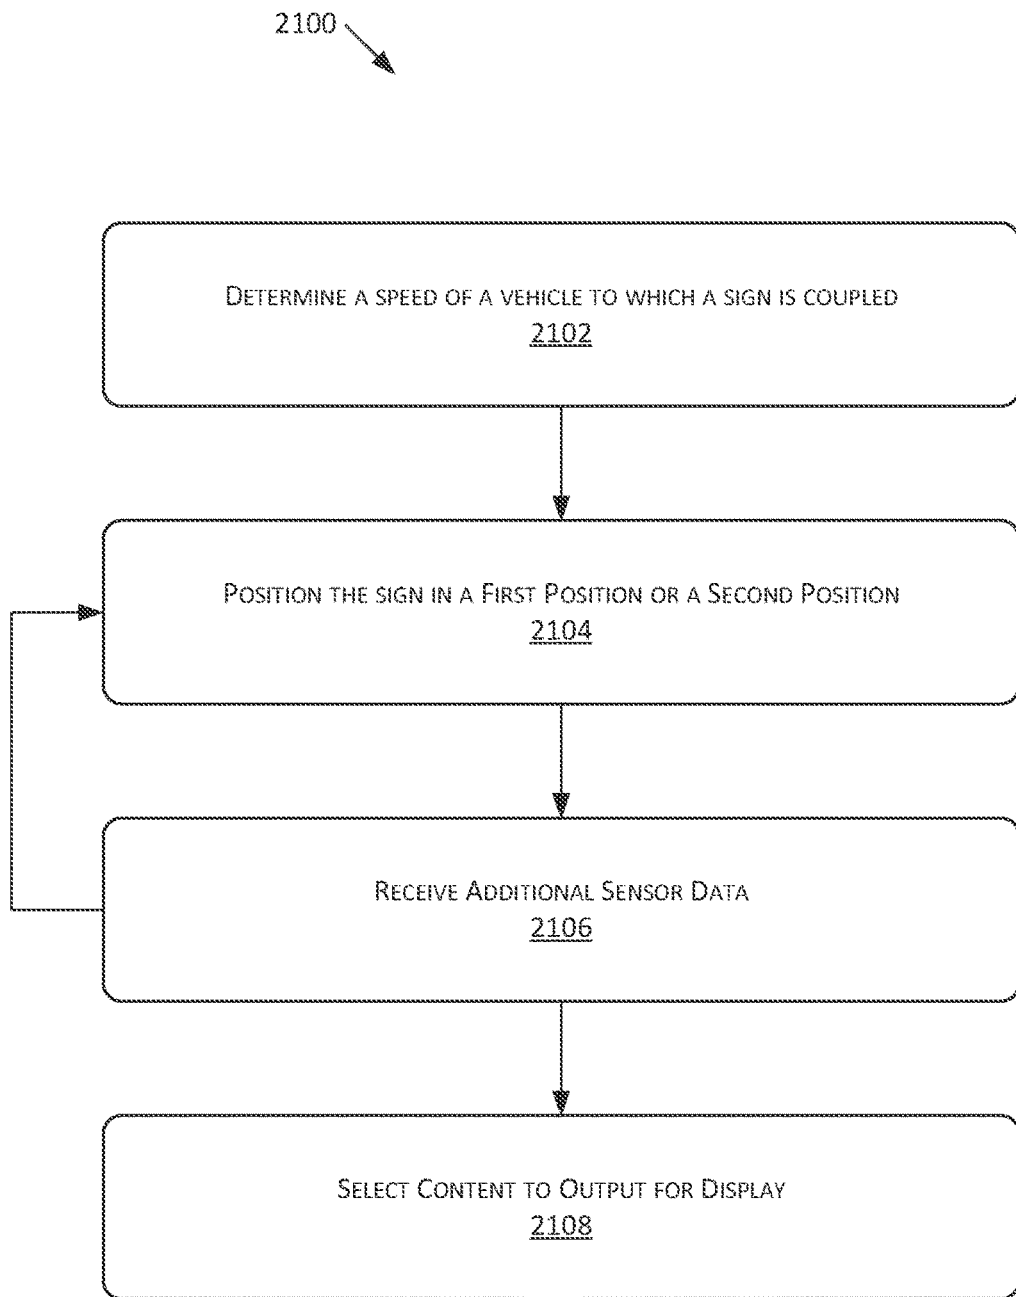 2100
Determine a speed of a vehicle to which a sign is coupled
2102
Position the sign in a First Position or a Second Position
2104
Receive Additional Sensor Data
2106
Select Content to Output for Display
2108